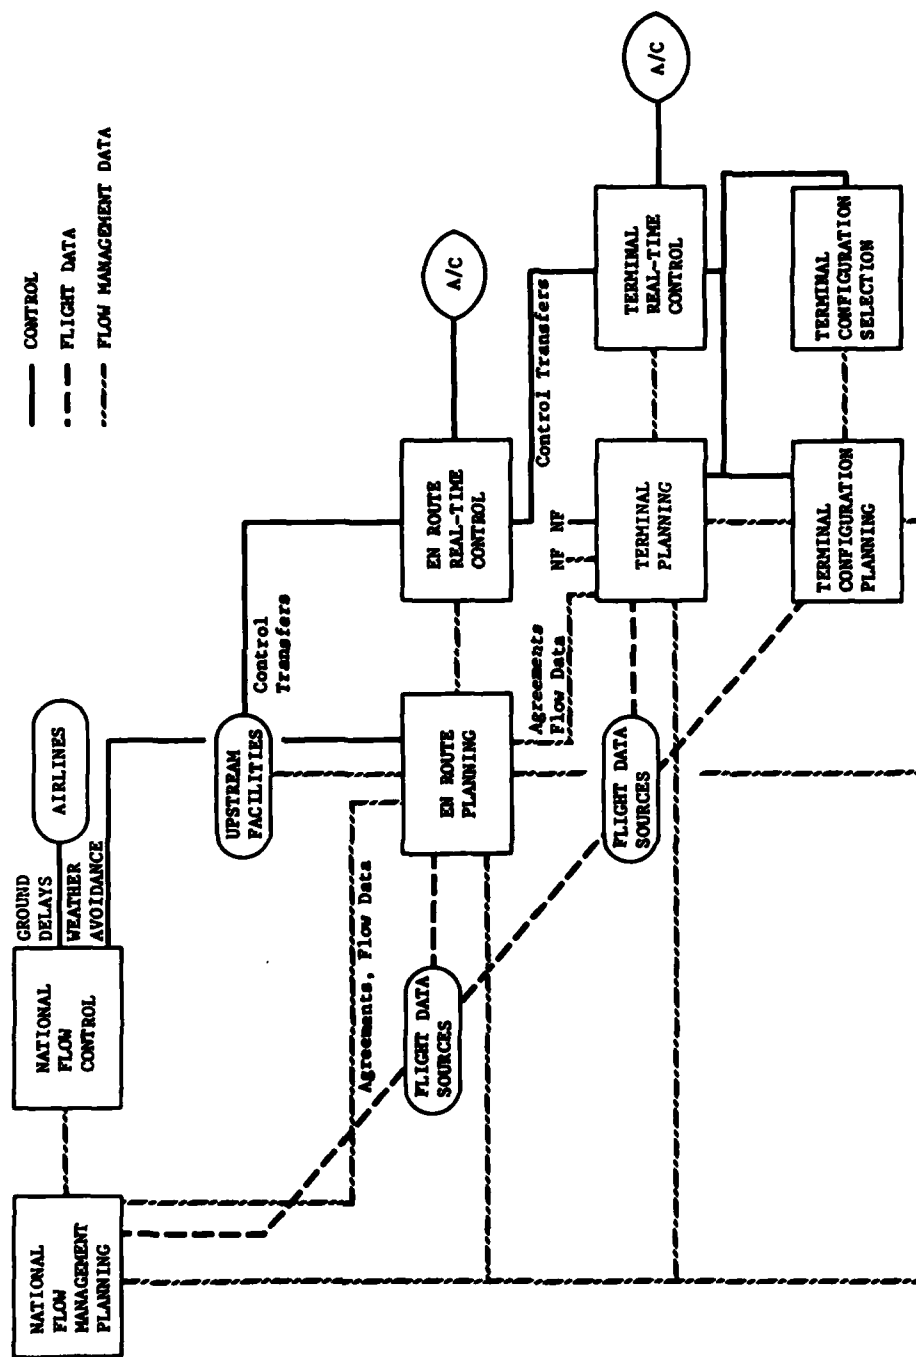 CONTROL
FLIGHT DATA
FLOW MANAGEMENT DATA
NATIONAL
FLOW
MANAGEMENT
PLANNING
NATIONAL
FLOW
CONTROL
GROUND
DELAYS
WEATHER
AVOIDANCE
AIRLINES
UPSTREAM
FACILITIES
Control
Transfers
Agreements, Flow Data
FLIGHT DATA
SOURCES
EN ROUTE
PLANNING
EN ROUTE
REAL-TIME
CONTROL
A/C
Control Transfers
Agreements
Flow Data
NF
NF
FLIGHT DATA
SOURCES
TERMINAL
PLANNING
TERMINAL
REAL-TIME
CONTROL
A/C
TERMINAL
CONFIGURATION
PLANNING
TERMINAL
CONFIGURATION
SELECTION